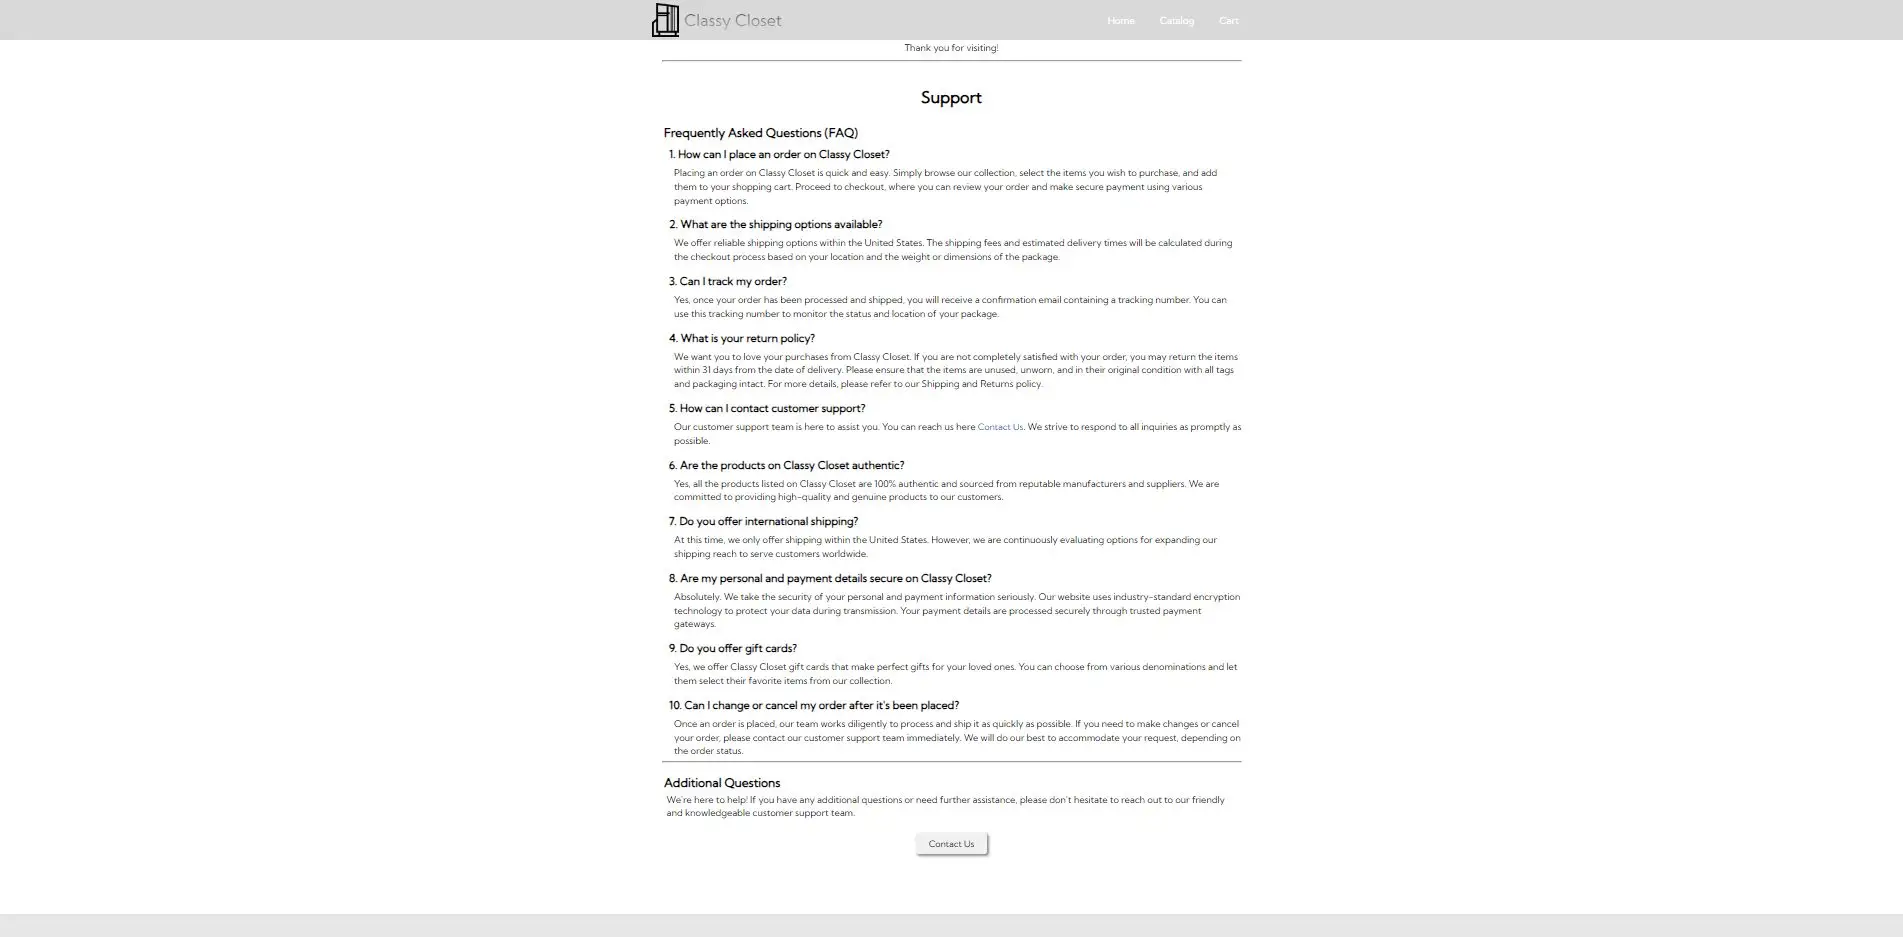 Classy Closet
Home
Catalog
Cart
Thank you for visiting!
Support
Frequently Asked Questions (FAQ)
1. How can I place an order on Classy Closet?
Placing an order on Classy Closet is quick and easy. Simply browse our collection, select the items you wish to purchase, and add
them to your shopping cart. Proceed to checkout, where you can review your order and make secure payment using various
payment options.
2. What are the shipping options available?
We offer reliable shipping options within the United States. The shipping fees and estimated delivery times will be calculated during
the checkout process based on your location and the weight or dimensions of the package.
3. Can I track my order?
Yes, once your order has been processed and shipped, you will receive a confirmation email containing a tracking number. You can
use this tracking number to monitor the status and location of your package.
4. What is your return policy?
We want you to love your purchases from Classy Closet. If you are not completely satisfied with your order, you may return the items
within 31 days from the date of delivery. Please ensure that the items are unused, unworn, and in their original condition with all tags
and packaging intact. For more details, please refer to our Shipping and Returns policy.
5. How can I contact customer support?
Our customer support team is here to assist you. You can reach us here Contact Us. We strive to respond to all inquiries as promptly as
possible.
6. Are the products on Classy Closet authentic?
Yes, all the products listed on Classy Closet are 100% authentic and sourced from reputable manufacturers and suppliers. We are
committed to providing high-quality and genuine products to our customers.
7. Do you offer international shipping?
At this time, we only offer shipping within the United States. However, we are continuously evaluating options for expanding our
shipping reach to serve customers worldwide.
8. Are my personal and payment details secure on Classy Closet?
Absolutely. We take the security of your personal and payment information seriously. Our website uses industry-standard encryption
technology to protect your data during transmission. Your payment details are processed securely through trusted payment
gateways.
9. Do you offer gift cards?
Yes, we offer Classy Closet gift cards that make perfect gifts for your loved ones. You can choose from various denominations and let
them select their favorite items from our collection.
10. Can I change or cancel my order after it's been placed?
Once an order is placed, our team works diligently to process and ship it as quickly as possible. If you need to make changes or cancel
your order, please contact our customer support team immediately. We will do our best to accommodate your request, depending on
the order status.
Additional Questions
We're here to help! If you have any additional questions or need further assistance, please don't hesitate to reach out to our friendly
and knowledgeable customer support team.
Contact Us